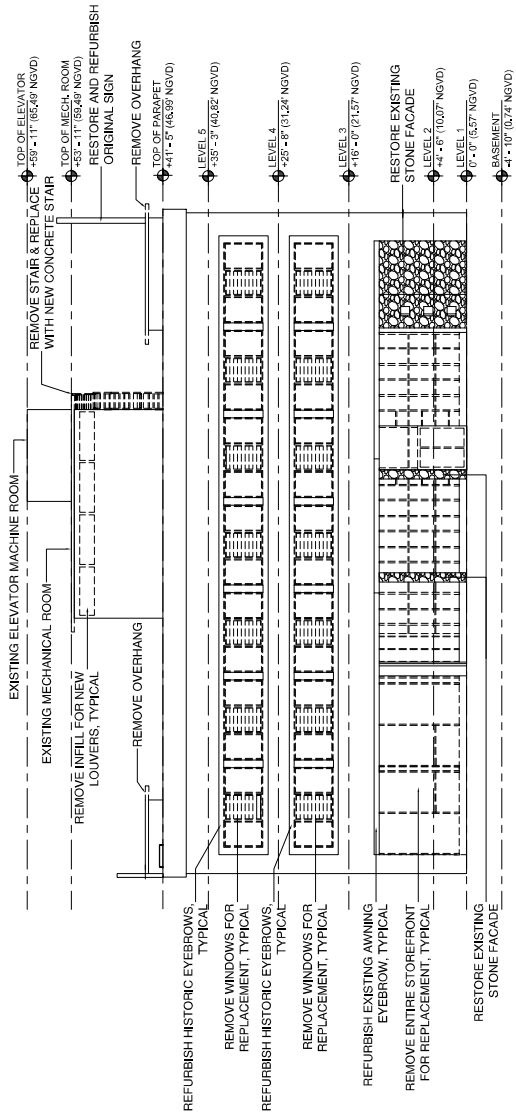 TOP OF ELEVATOR
+59' - 11" (65.49' NGVD)
TOP OF MECH. ROOM
+53' - 11" (59.49' NGVD)
RESTORE AND REFURBISH
ORIGINAL SIGN
REMOVE OVERHANG
TOP OF PARAPET
+41' - 5" (46.99' NGVD)
LEVEL 5
+35' - 3" (40.82' NGVD)
LEVEL 4
+25' - 8" (31.24' NGVD)
LEVEL 3
+16' - 0" (21.57' NGVD)
RESTORE EXISTING
STONE FACADE
LEVEL 2
+4' - 6" (10.07' NGVD)
LEVEL 1
0' - 0" (5.57' NGVD)
BASEMENT
-4' - 10" (0.74' NGVD)
REMOVE STAIR & REPLACE
WITH NEW CONCRETE STAIR
EXISTING ELEVATOR MACHINE ROOM
EXISTING MECHANICAL ROOM
REMOVE INFILL FOR NEW
LOUVERS, TYPICAL
REMOVE OVERHANG
REFURBISH HISTORIC EYEBROWS,
TYPICAL
REMOVE WINDOWS FOR
REPLACEMENT, TYPICAL
REFURBISH HISTORIC EYEBROWS,
TYPICAL
REMOVE WINDOWS FOR
REPLACEMENT, TYPICAL
REFURBISH EXISTING AWNING
EYEBROW, TYPICAL
REMOVE ENTIRE STOREFRONT
FOR REPLACEMENT, TYPICAL
RESTORE EXISTING
STONE FACADE